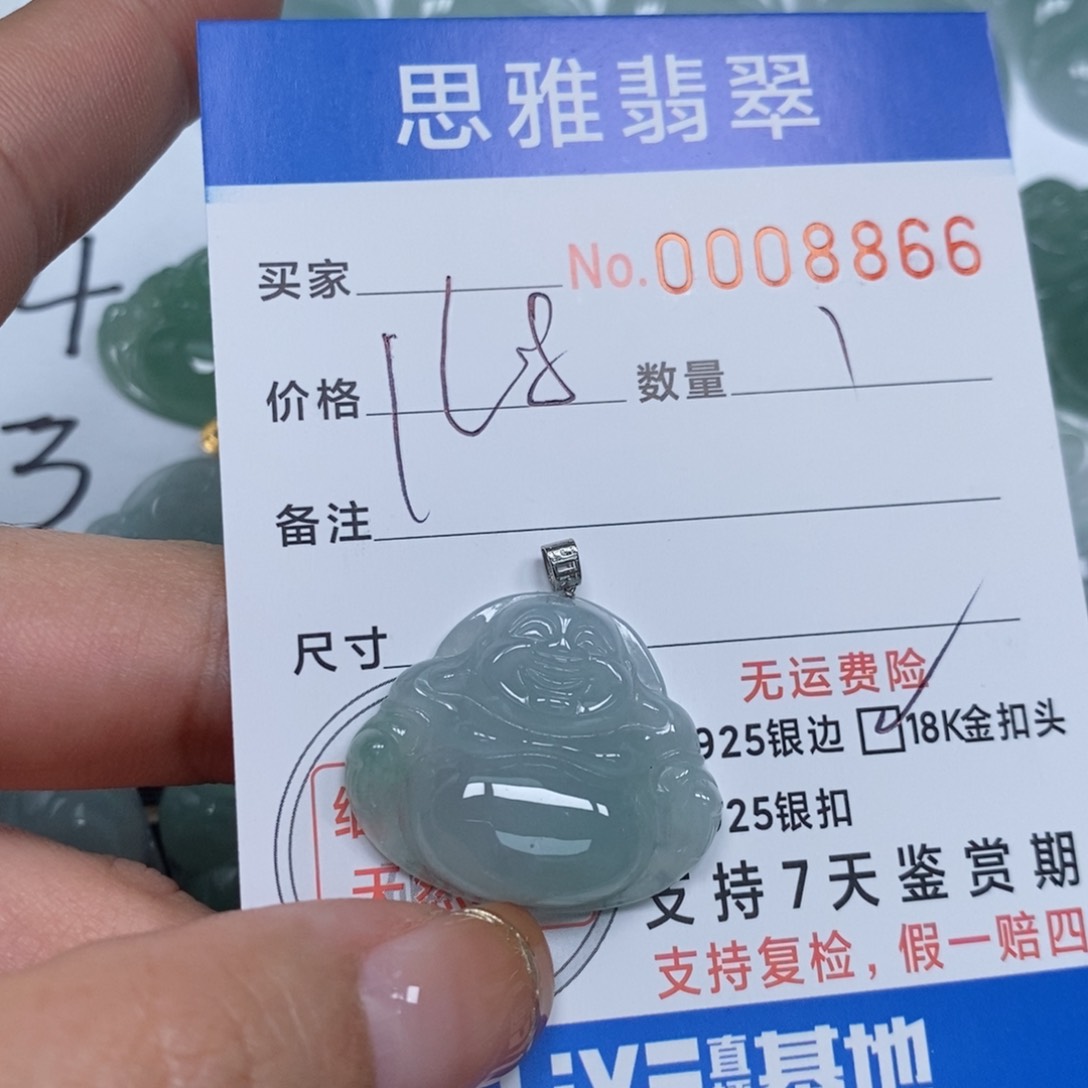 思雅翡翠
买家 No.0008866
价格 168 数量 1
备注
尺寸
无运费险
925银边 18K金扣头
25银扣
支持7天鉴赏期
支持复检，假一赔四
基地
4
3